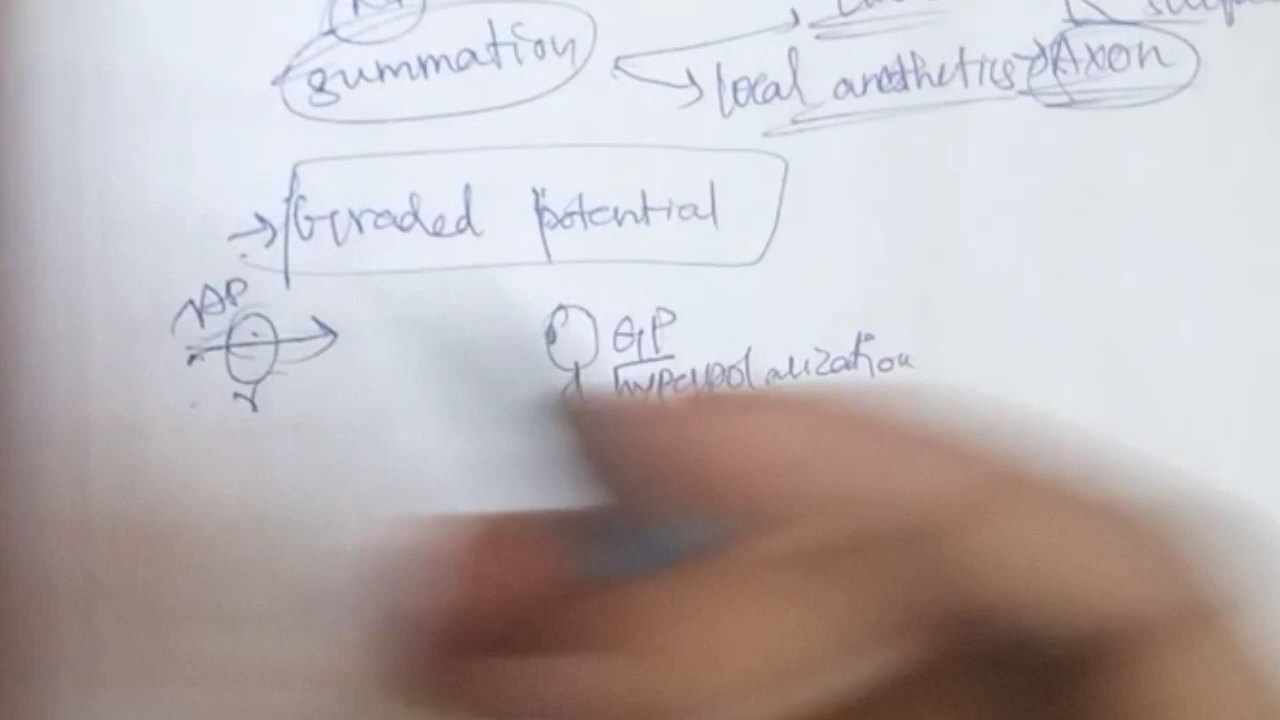 summation
local anesthetics → Axon
→ Graded potential
AP
GP
hyperpolarization